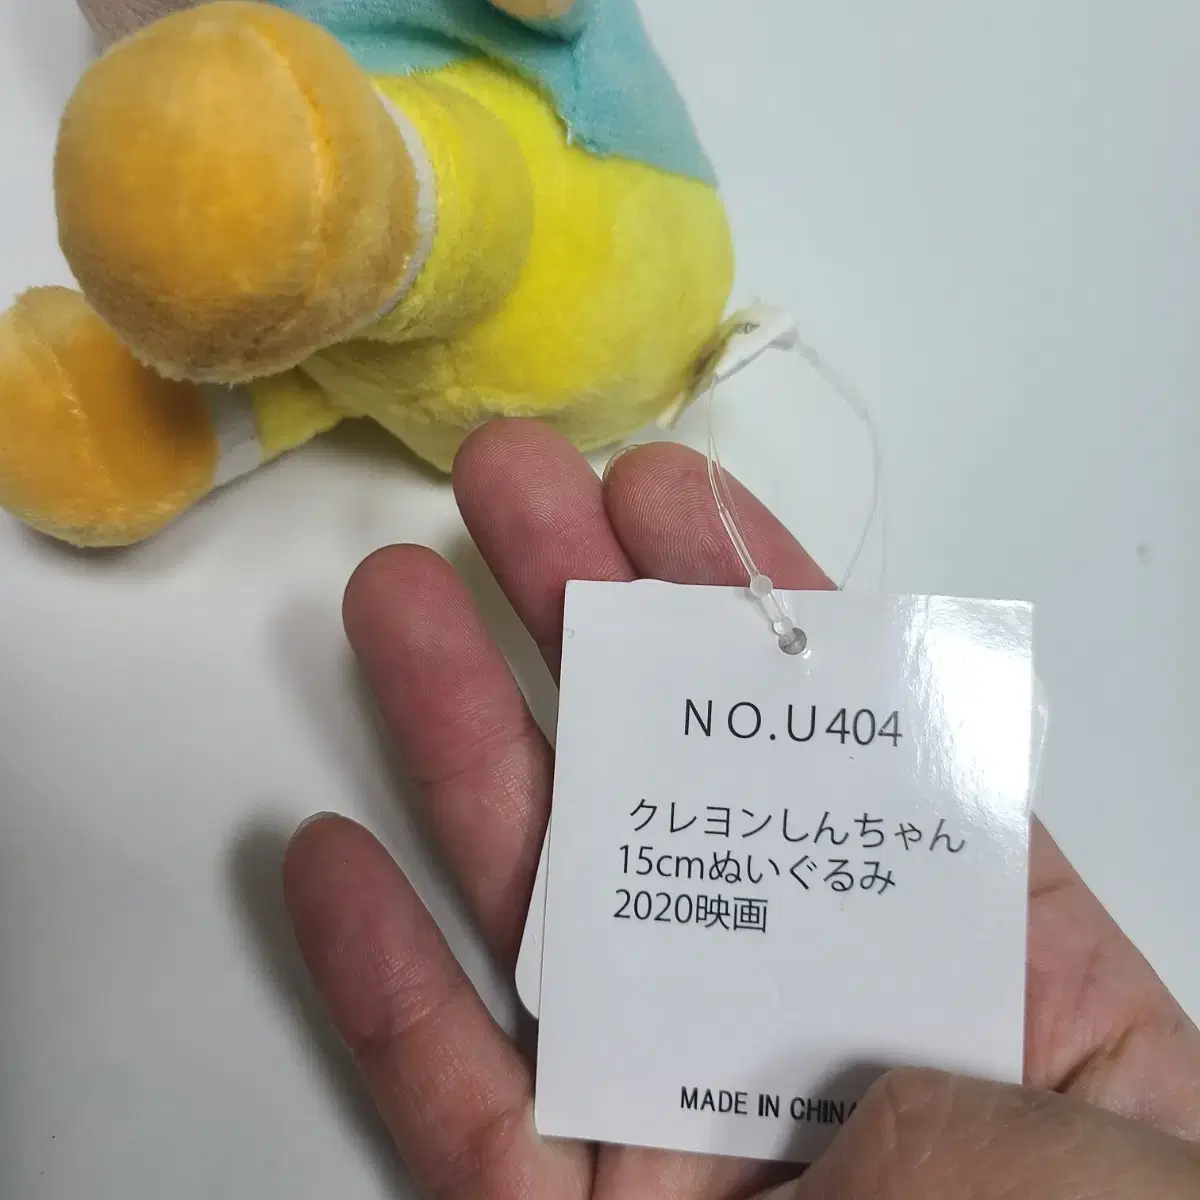 NO.U404
クレヨンしんちゃん
15cmぬいぐるみ
2020映画
MADE IN CHINA